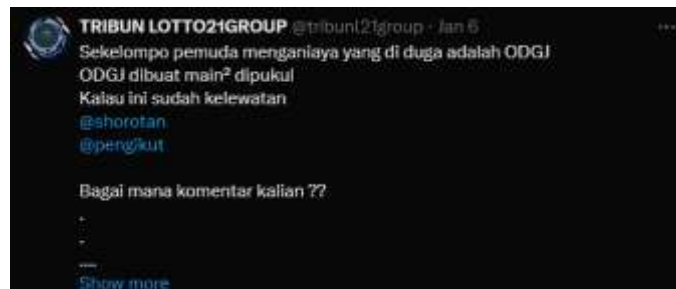 TRIBUN LOTTO21GROUP @tribunl21group · Jan 6
Sekelompo pemuda menganiaya yang di duga adalah ODGJ
ODGJ dibuat main² dipukul
Kalau ini sudah kelewatan
@shorotan
@pengikut
Bagai mana komentar kalian ??
.
.
....
Show more